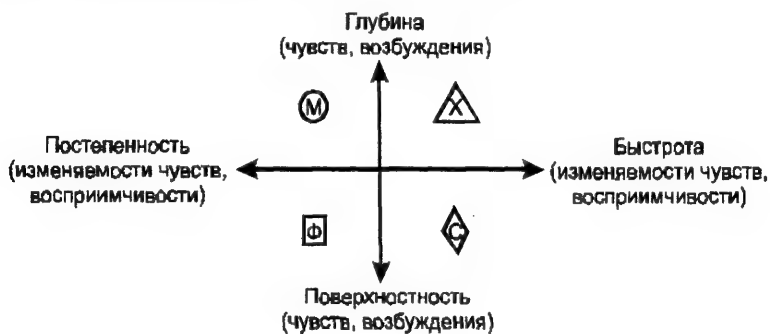 Глубина
(чувств, возбуждения)
М
Х
Постепенность
(изменяемости чувств,
восприимчивости)
Быстрота
(изменяемости чувств,
восприимчивости)
Ф
С
Поверхностность
(чувств, возбуждения)